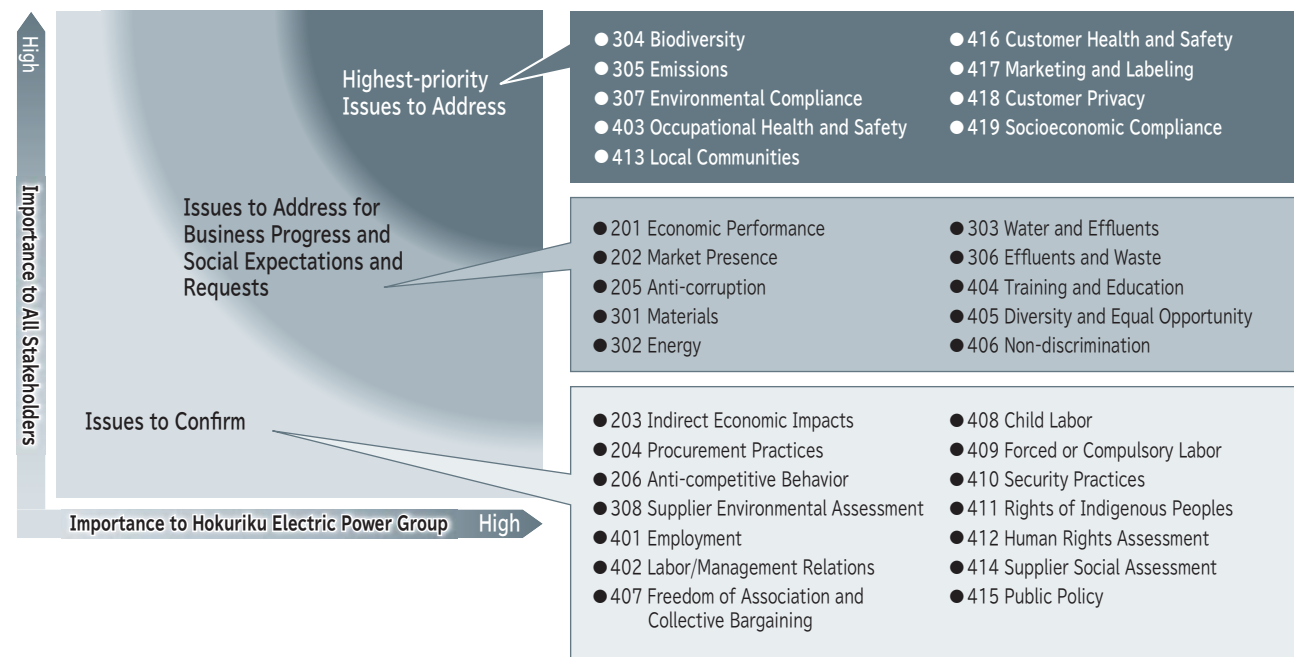 High
Importance to All Stakeholders
Highest-priority
Issues to Address
Issues to Address for
Business Progress and
Social Expectations and
Requests
Issues to Confirm
Importance to Hokuriku Electric Power Group
High
● 304 Biodiversity
● 305 Emissions
● 307 Environmental Compliance
● 403 Occupational Health and Safety
● 413 Local Communities
● 416 Customer Health and Safety
● 417 Marketing and Labeling
● 418 Customer Privacy
● 419 Socioeconomic Compliance
● 201 Economic Performance
● 202 Market Presence
● 205 Anti-corruption
● 301 Materials
● 302 Energy
● 303 Water and Effluents
● 306 Effluents and Waste
● 404 Training and Education
● 405 Diversity and Equal Opportunity
● 406 Non-discrimination
● 203 Indirect Economic Impacts
● 204 Procurement Practices
● 206 Anti-competitive Behavior
● 308 Supplier Environmental Assessment
● 401 Employment
● 402 Labor/Management Relations
● 407 Freedom of Association and
Collective Bargaining
● 408 Child Labor
● 409 Forced or Compulsory Labor
● 410 Security Practices
● 411 Rights of Indigenous Peoples
● 412 Human Rights Assessment
● 414 Supplier Social Assessment
● 415 Public Policy